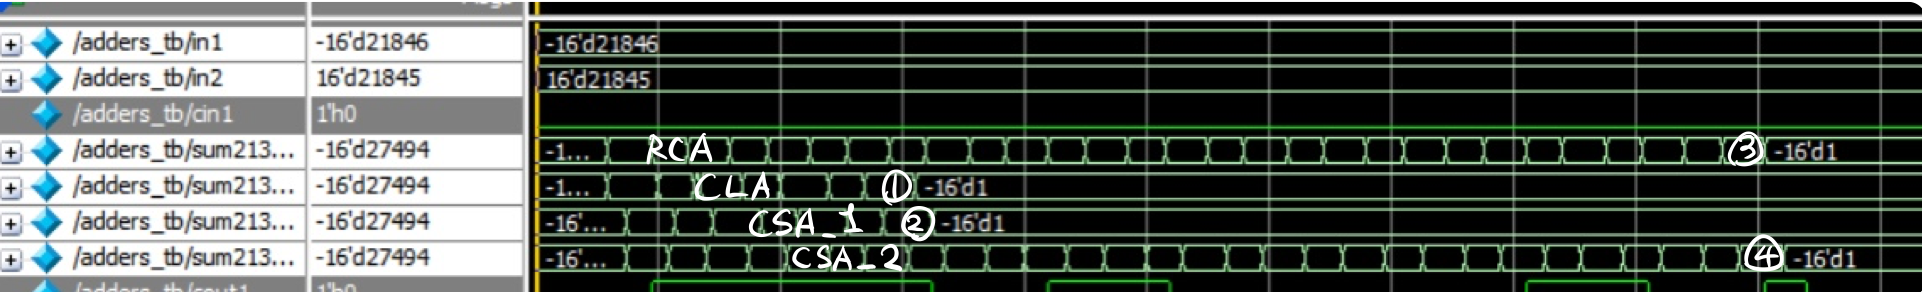 /adders_tb/in1 -16'd21846 -16'd21846
/adders_tb/in2 16'd21845 16'd21845
/adders_tb/cin1 1'h0
/adders_tb/sum213... -16'd27494 -1... RCA ③ -16'd1
/adders_tb/sum213... -16'd27494 -1... CLA ① -16'd1
/adders_tb/sum213... -16'd27494 -16'... CSA_1 ② -16'd1
/adders_tb/sum213... -16'd27494 -16'... CSA_2 ④ -16'd1
/adders_tb/cout1 1'h0